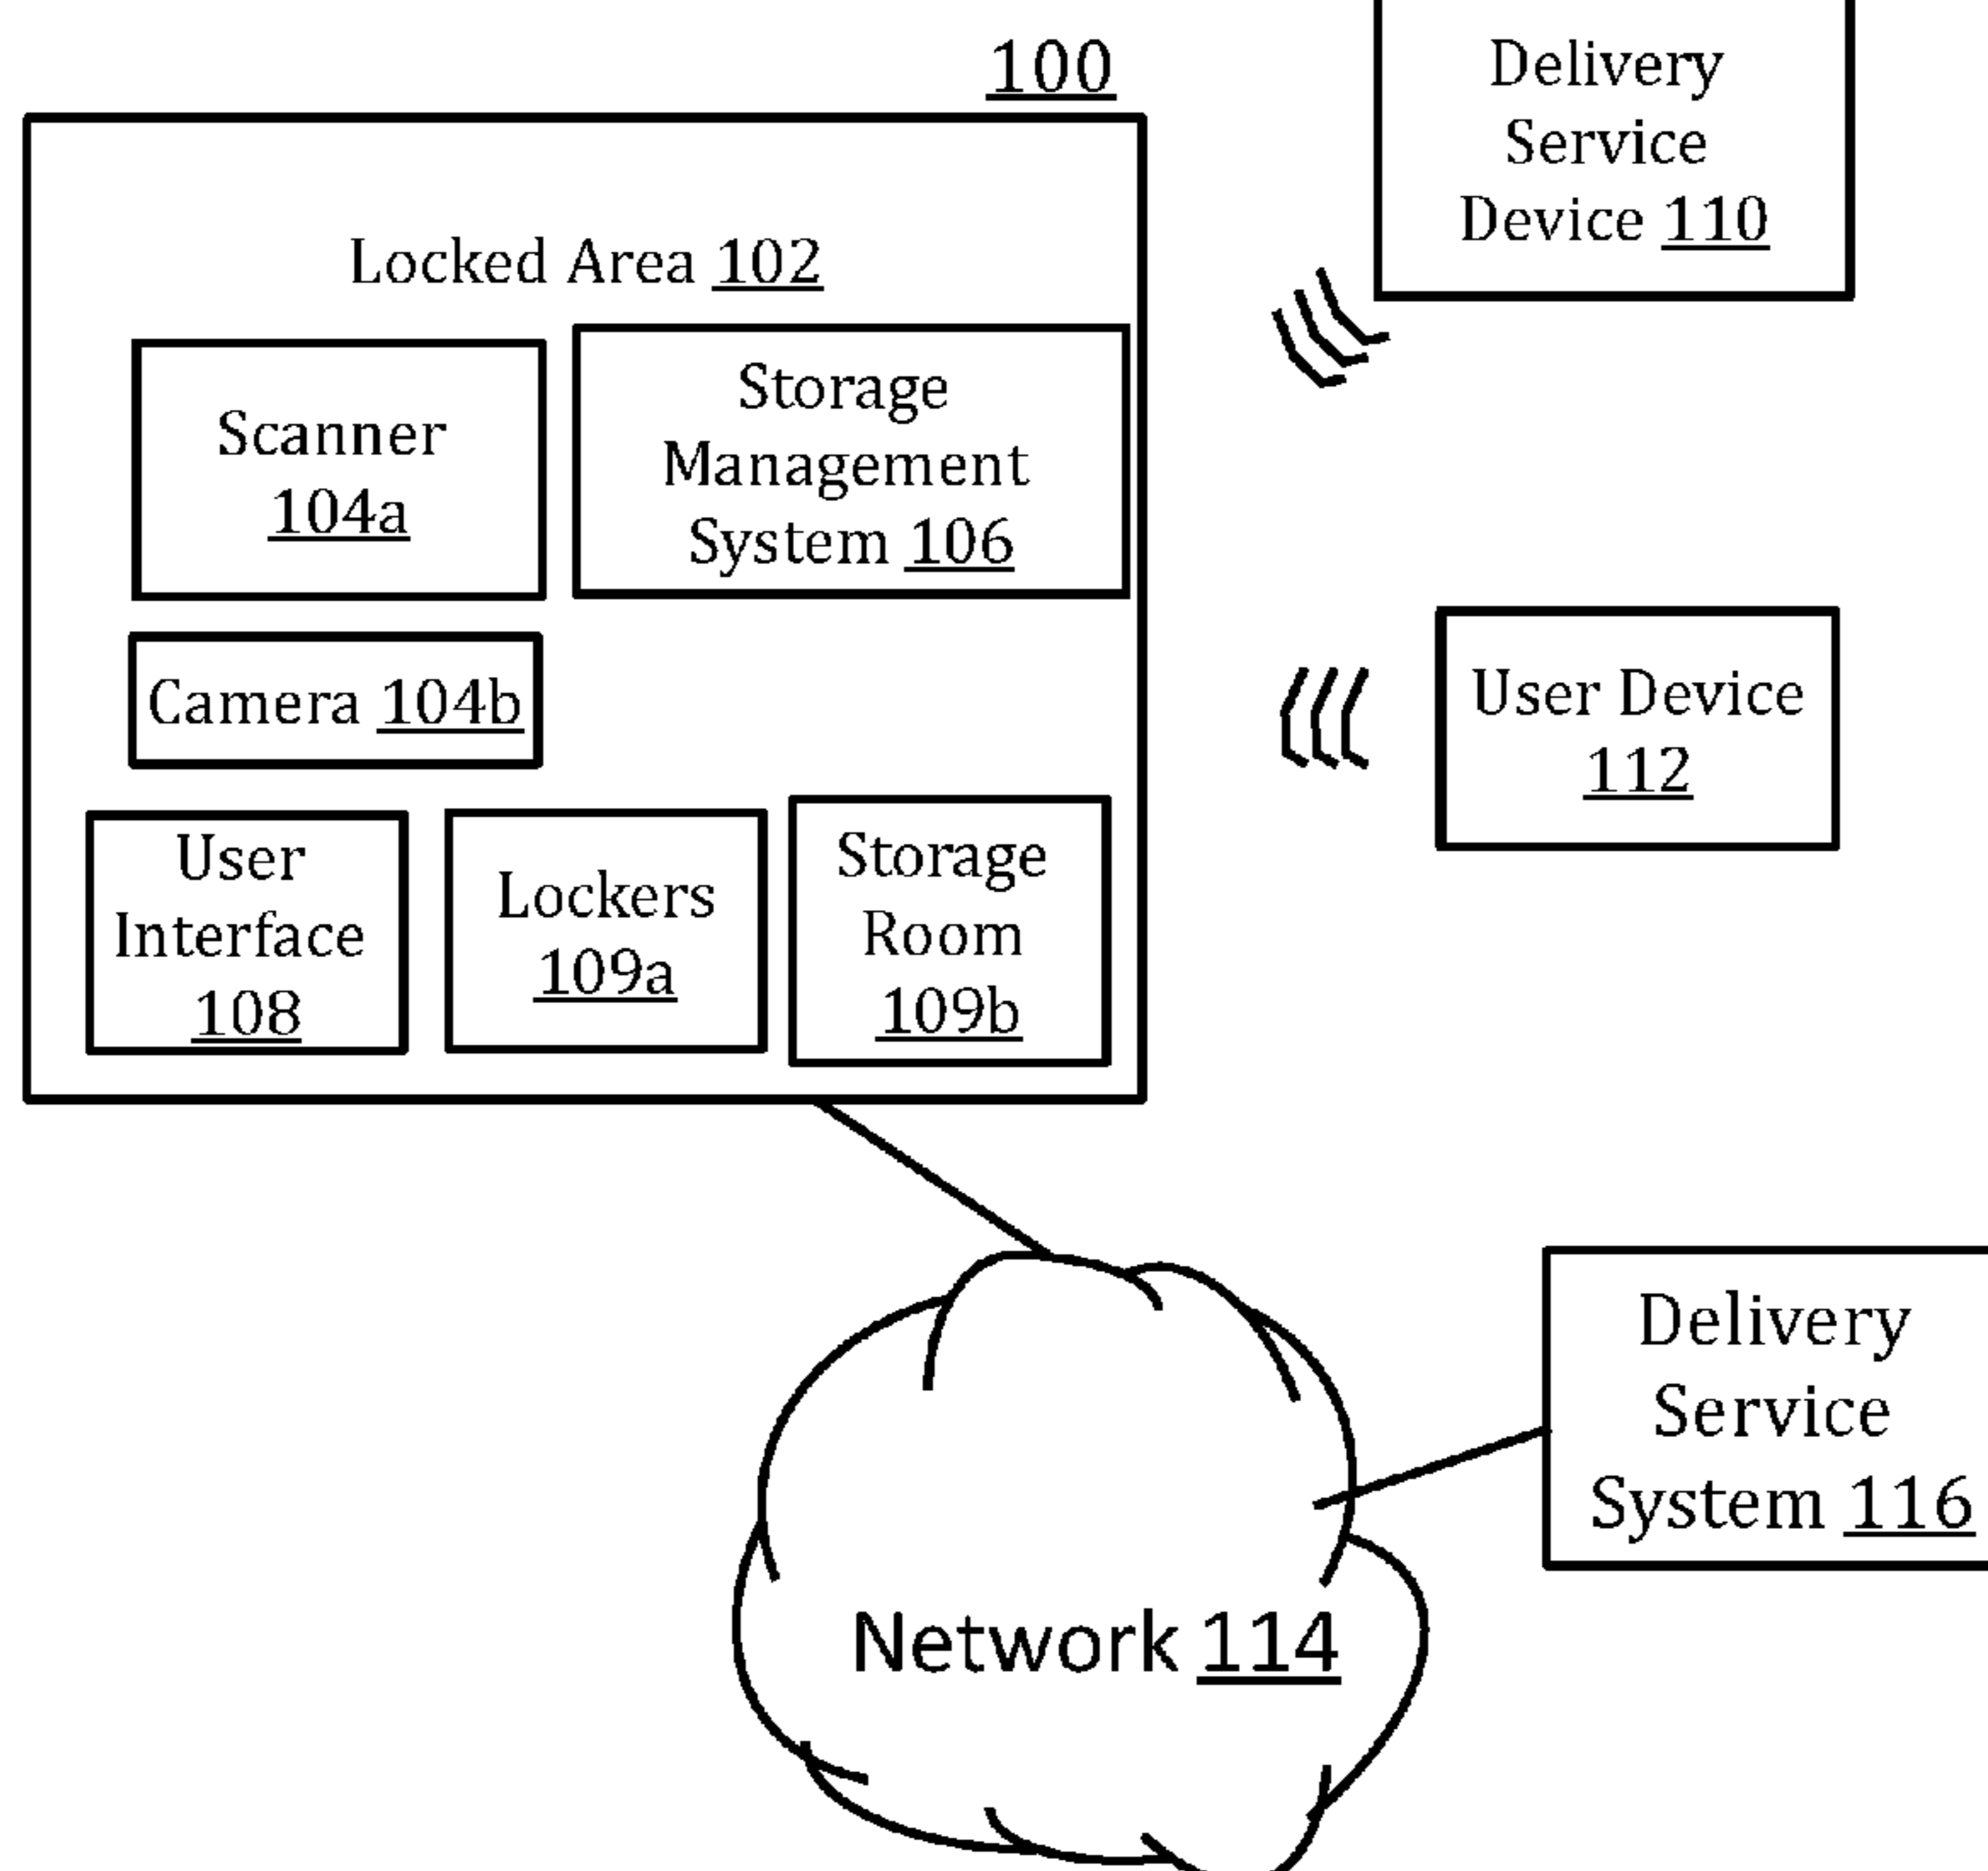 100
Delivery
Service
Device 110
Locked Area 102
Scanner
104a
Storage
Management
System 106
Camera 104b
User Device
112
User
Interface
108
Lockers
109a
Storage
Room
109b
Delivery
Service
System 116
Network 114